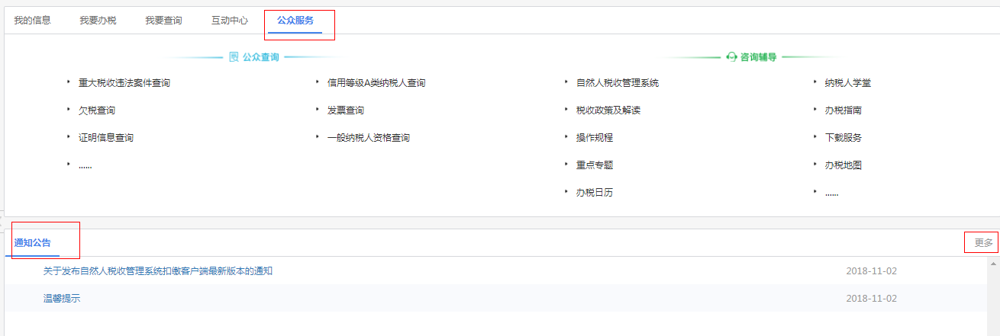 我的信息 我要办税 我要查询 互动中心 公众服务
公众查询 咨询辅导
重大税收违法案件查询 信用等级A类纳税人查询 自然人税收管理系统 纳税人学堂
欠税查询 发票查询 税收政策及解读 办税指南
证明信息查询 一般纳税人资格查询 操作规程 下载服务
...... 重点专题 办税地图
办税日历 ......
通知公告 更多
关于发布自然人税收管理系统扣缴客户端最新版本的通知 2018-11-02
温馨提示 2018-11-02